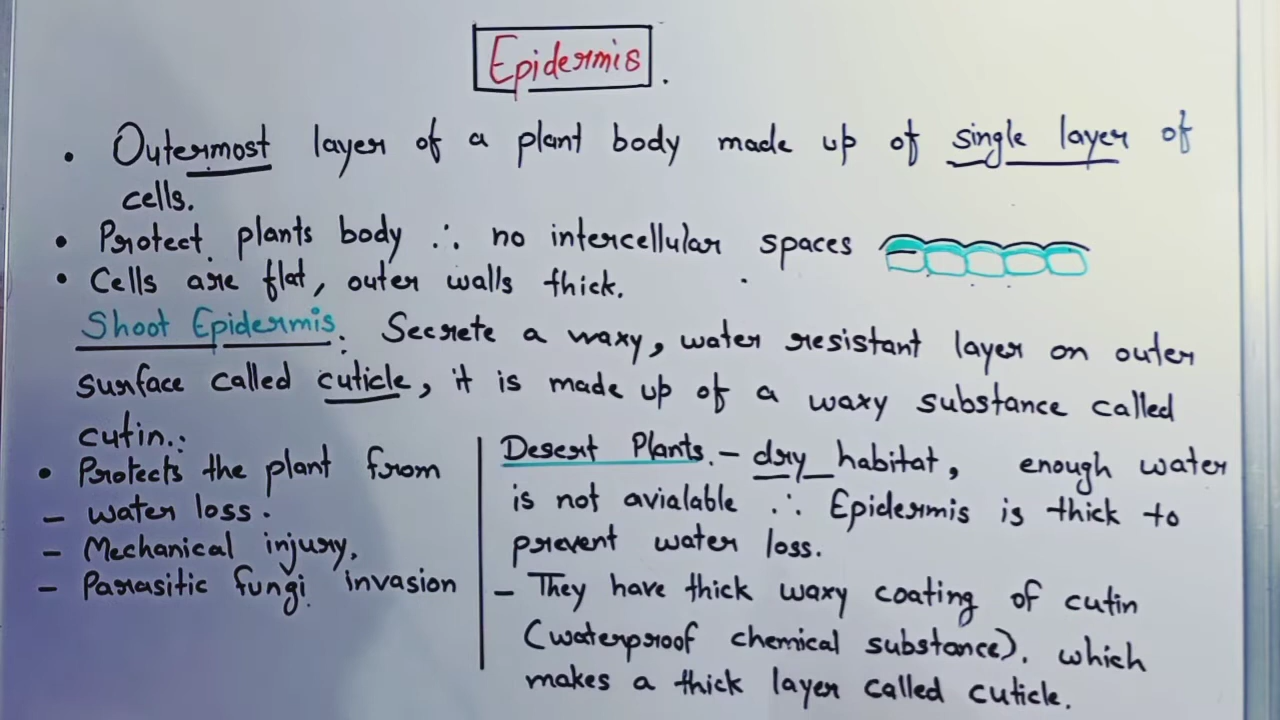 Epidermis.
• Outermost layer of a plant body made up of single layer of
cells.
• Protect plants body ∴ no intercellular spaces
• Cells are flat, outer walls thick.
Shoot Epidermis. Secrete a waxy, water resistant layer on outer
surface called cuticle, it is made up of a waxy substance called
cutin.:
• Protects the plant from
- water loss.
- Mechanical injury,
- Parasitic fungi invasion
Desert Plants. - dry habitat, enough water
is not avialable ∴ Epidermis is thick to
prevent water loss.
- They have thick waxy coating of cutin
(waterproof chemical substance). which
makes a thick layer called cuticle.